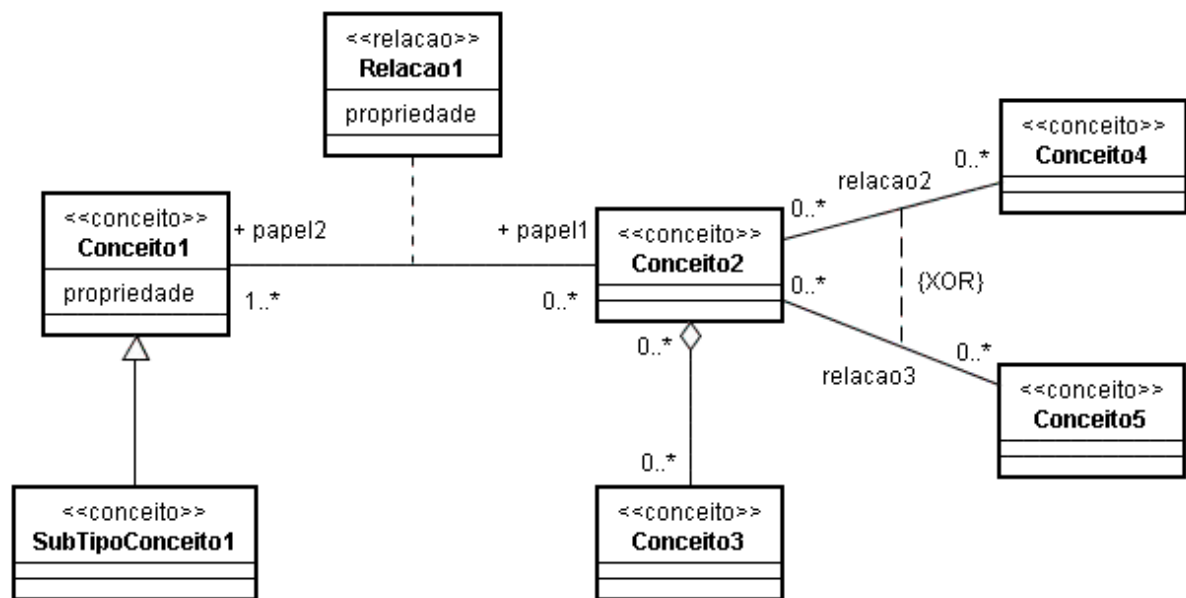 <<relacao>>
Relacao1
propriedade
<<conceito>>
Conceito1
propriedade
+ papel2
+ papel1
1..*
0..*
<<conceito>>
Conceito2
0..*
relacao2
0..*
<<conceito>>
Conceito4
0..*
{XOR}
relacao3
0..*
<<conceito>>
Conceito5
0..*
0..*
<<conceito>>
SubTipoConceito1
<<conceito>>
Conceito3